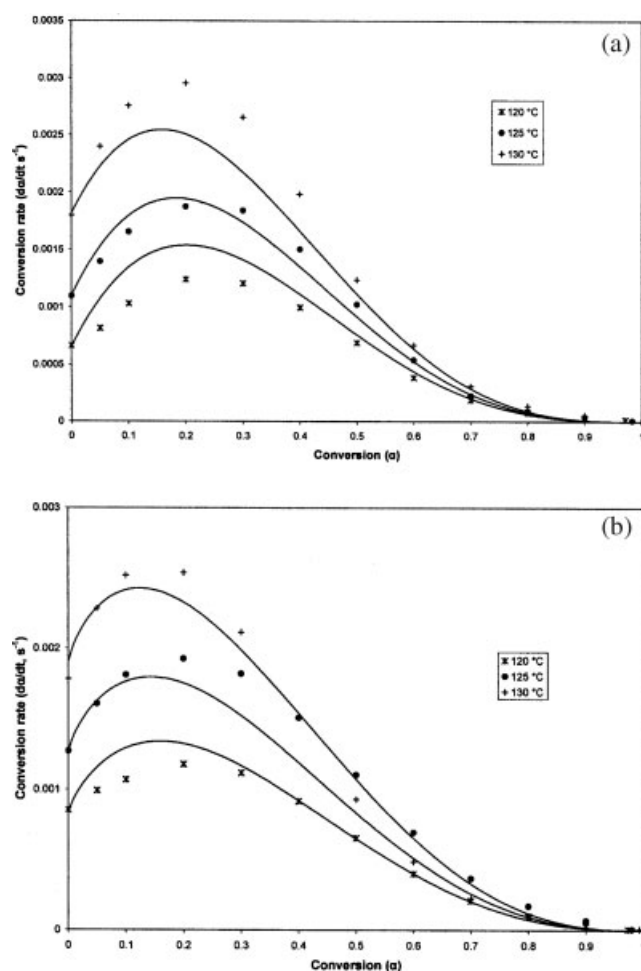 (a)
0.0035
0.003
0.0025
0.002
0.0015
0.001
0.0005
0
Conversion rate (dα/dt s⁻¹)
120 °C
125 °C
130 °C
0 0.1 0.2 0.3 0.4 0.5 0.6 0.7 0.8 0.9 1
Conversion (α)
(b)
0.003
0.002
0.001
0
Conversion rate (dα/dt, s⁻¹)
120 °C
125 °C
130 °C
0 0.1 0.2 0.3 0.4 0.5 0.6 0.7 0.8 0.9
Conversion (α)